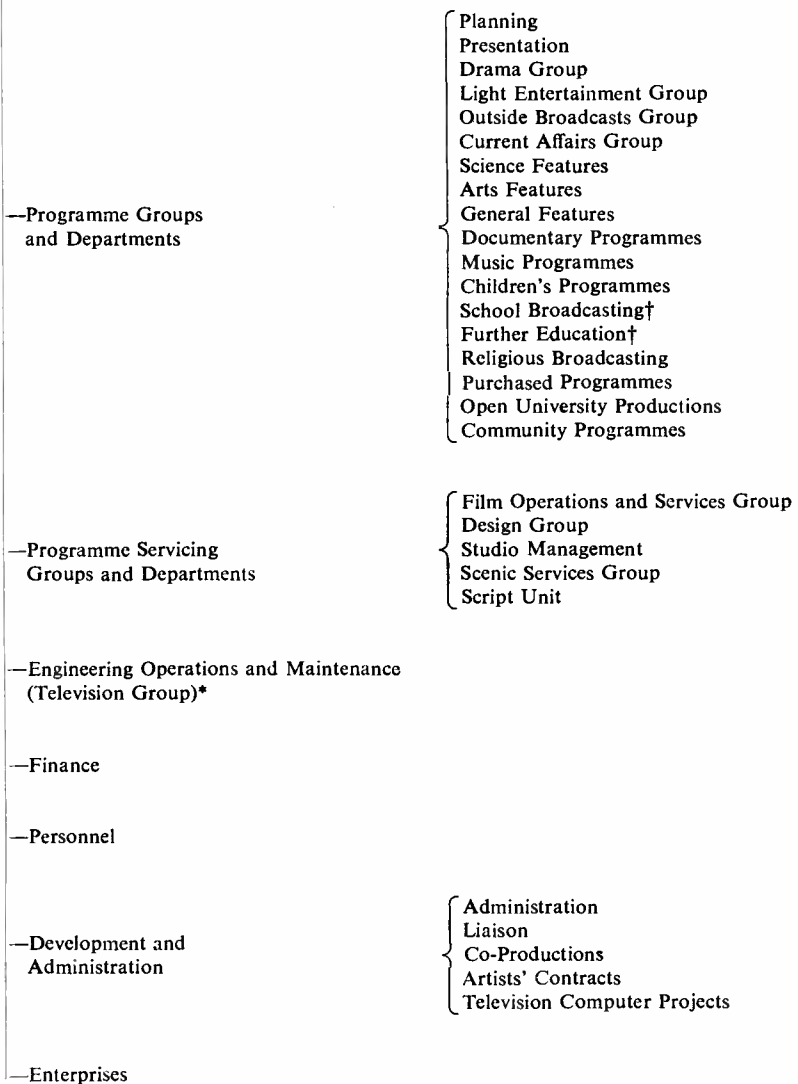 —Programme Groups
and Departments
Planning
Presentation
Drama Group
Light Entertainment Group
Outside Broadcasts Group
Current Affairs Group
Science Features
Arts Features
General Features
Documentary Programmes
Music Programmes
Children's Programmes
School Broadcasting†
Further Education†
Religious Broadcasting
Purchased Programmes
Open University Productions
Community Programmes
—Programme Servicing
Groups and Departments
Film Operations and Services Group
Design Group
Studio Management
Scenic Services Group
Script Unit
—Engineering Operations and Maintenance
(Television Group)*
—Finance
—Personnel
—Development and
Administration
Administration
Liaison
Co-Productions
Artists' Contracts
Television Computer Projects
—Enterprises